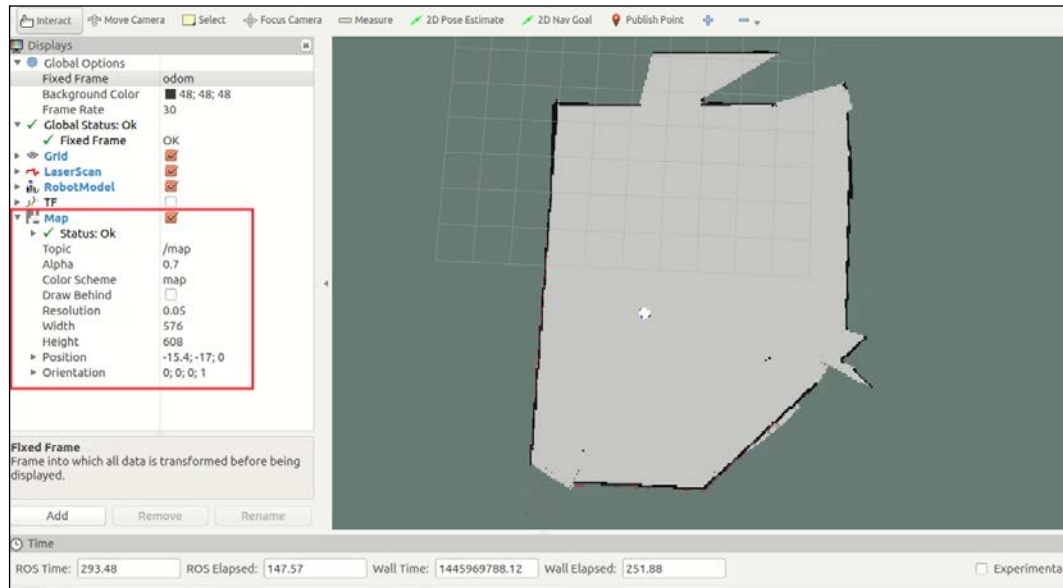 Interact Move Camera Select Focus Camera Measure 2D Pose Estimate 2D Nav Goal Publish Point
Displays
Global Options
Fixed Frame odom
Background Color 48; 48; 48
Frame Rate 30
Global Status: Ok
Fixed Frame OK
Grid
LaserScan
RobotModel
TF
Map
Status: Ok
Topic /map
Alpha 0.7
Color Scheme map
Draw Behind
Resolution 0.05
Width 576
Height 608
Position -15.4; -17; 0
Orientation 0; 0; 0; 1
Fixed Frame
Frame into which all data is transformed before being
displayed.
Add Remove Rename
Time
ROS Time: 293.48 ROS Elapsed: 147.57 Wall Time: 1445969788.12 Wall Elapsed: 251.88 Experimenta